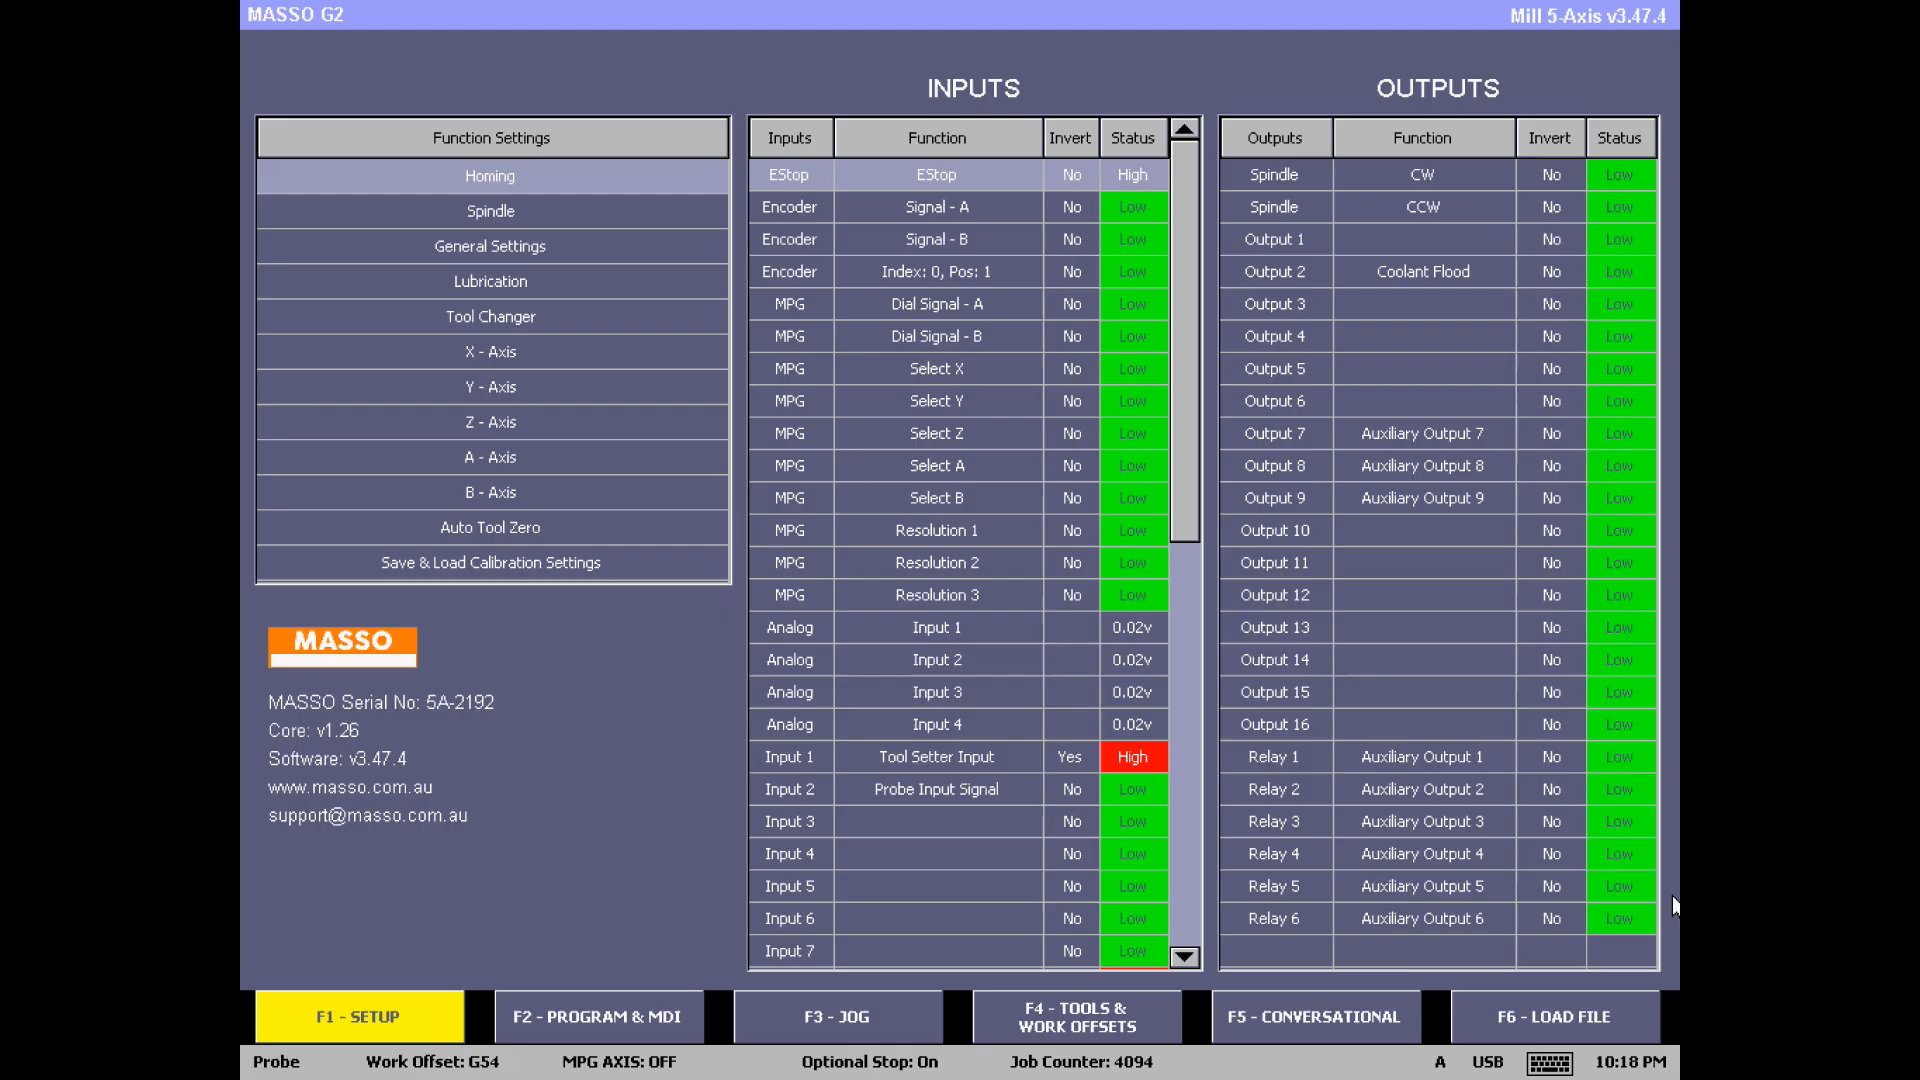 MASSO G2
Mill 5-Axis v3.47.4
INPUTS
OUTPUTS
Function Settings
Homing
Spindle
General Settings
Lubrication
Tool Changer
X - Axis
Y - Axis
Z - Axis
A - Axis
B - Axis
Auto Tool Zero
Save & Load Calibration Settings
MASSO
MASSO Serial No: 5A-2192
Core: v1.26
Software: v3.47.4
www.masso.com.au
support@masso.com.au
Inputs Function Invert Status
EStop EStop No High
Encoder Signal - A No Low
Encoder Signal - B No Low
Encoder Index: 0, Pos: 1 No Low
MPG Dial Signal - A No Low
MPG Dial Signal - B No Low
MPG Select X No Low
MPG Select Y No Low
MPG Select Z No Low
MPG Select A No Low
MPG Select B No Low
MPG Resolution 1 No Low
MPG Resolution 2 No Low
MPG Resolution 3 No Low
Analog Input 1 0.02v
Analog Input 2 0.02v
Analog Input 3 0.02v
Analog Input 4 0.02v
Input 1 Tool Setter Input Yes High
Input 2 Probe Input Signal No Low
Input 3 No Low
Input 4 No Low
Input 5 No Low
Input 6 No Low
Input 7 No Low
Outputs Function Invert Status
Spindle CW No Low
Spindle CCW No Low
Output 1 No Low
Output 2 Coolant Flood No Low
Output 3 No Low
Output 4 No Low
Output 5 No Low
Output 6 No Low
Output 7 Auxiliary Output 7 No Low
Output 8 Auxiliary Output 8 No Low
Output 9 Auxiliary Output 9 No Low
Output 10 No Low
Output 11 No Low
Output 12 No Low
Output 13 No Low
Output 14 No Low
Output 15 No Low
Output 16 No Low
Relay 1 Auxiliary Output 1 No Low
Relay 2 Auxiliary Output 2 No Low
Relay 3 Auxiliary Output 3 No Low
Relay 4 Auxiliary Output 4 No Low
Relay 5 Auxiliary Output 5 No Low
Relay 6 Auxiliary Output 6 No Low
F1 - SETUP
F2 - PROGRAM & MDI
F3 - JOG
F4 - TOOLS &
WORK OFFSETS
F5 - CONVERSATIONAL
F6 - LOAD FILE
Probe Work Offset: G54 MPG AXIS: OFF Optional Stop: On Job Counter: 4094 A USB 10:18 PM